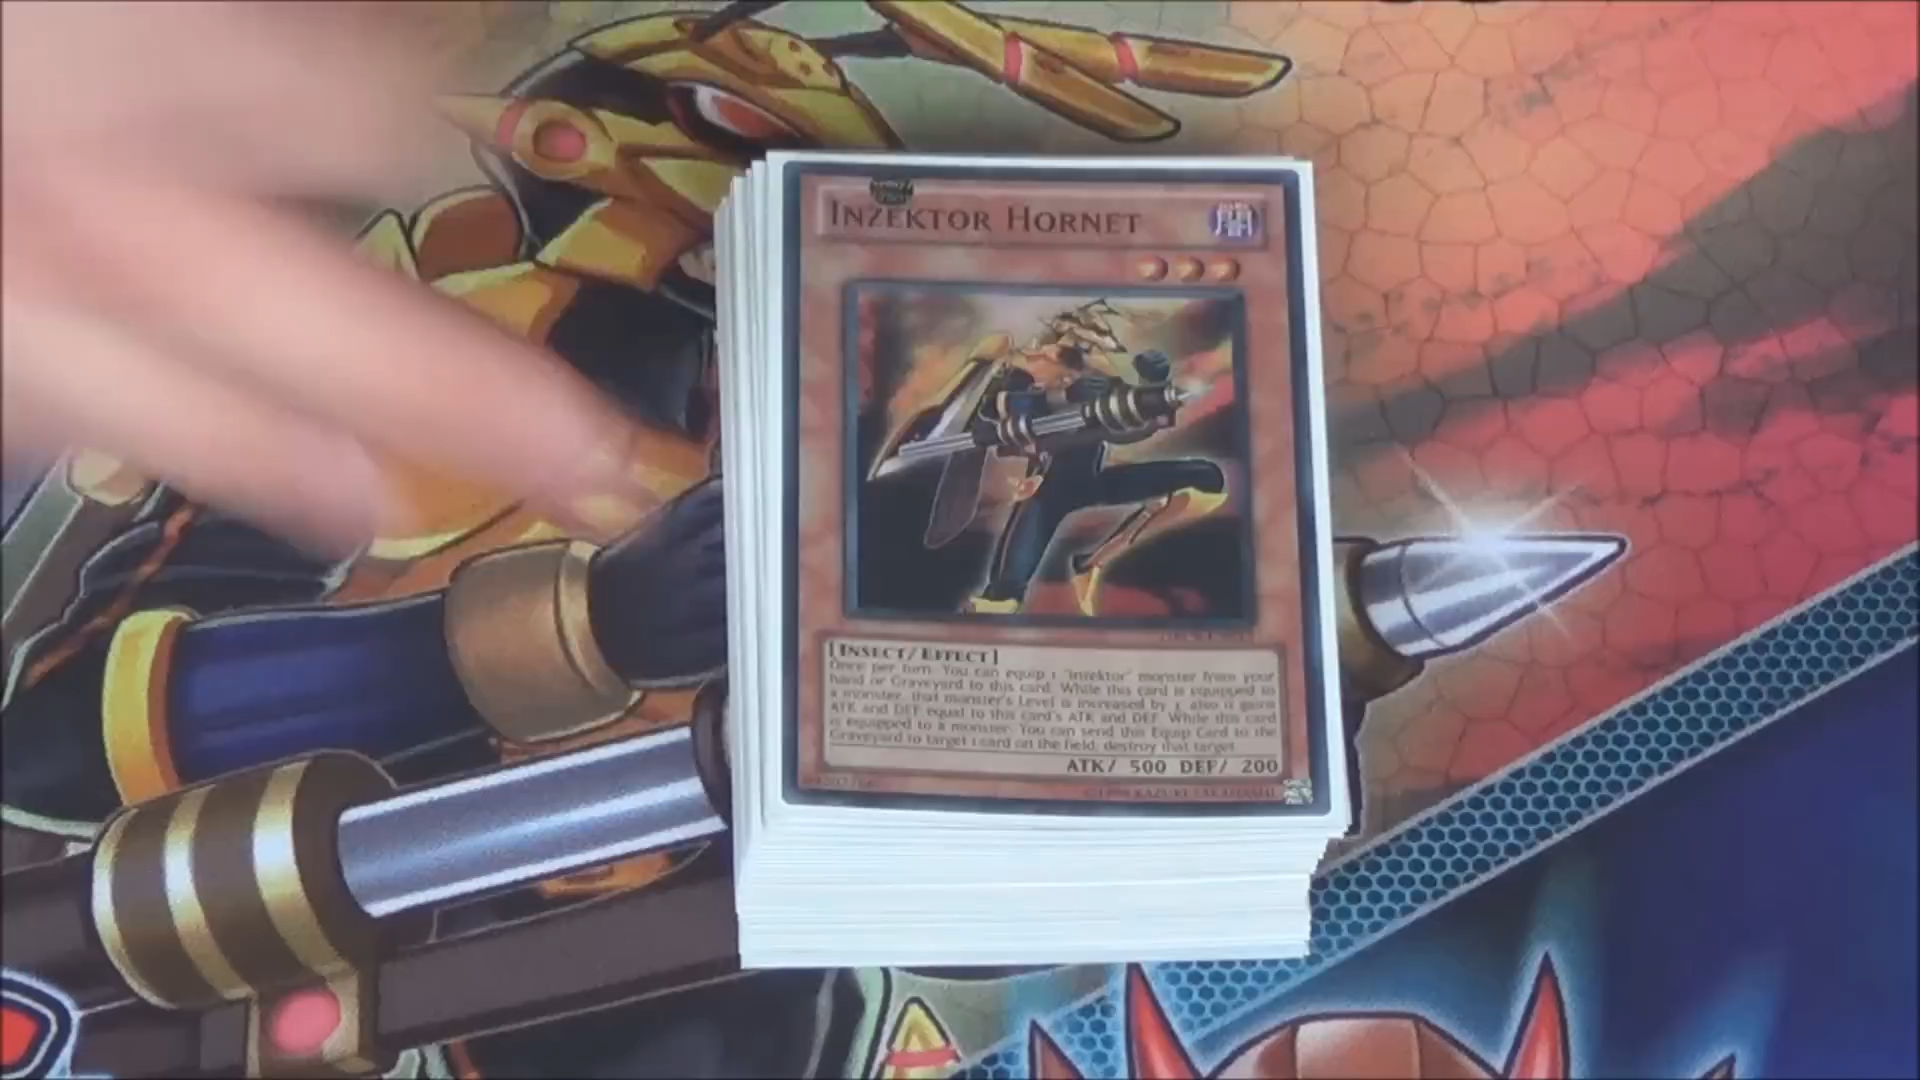 INZEKTOR HORNET
[INSECT/EFFECT]
Once per turn: You can equip 1 "Inzektor" monster from your
hand or Graveyard to this card. While this card is equipped to
a monster, that monster's Level is increased by 1, also it gains
ATK and DEF equal to this card's ATK and DEF. While this card
is equipped to a monster: You can send this Equip Card to the
Graveyard to target 1 card on the field; destroy that target.
ATK/ 500 DEF/ 200
©1996 KAZUKI TAKAHASHI